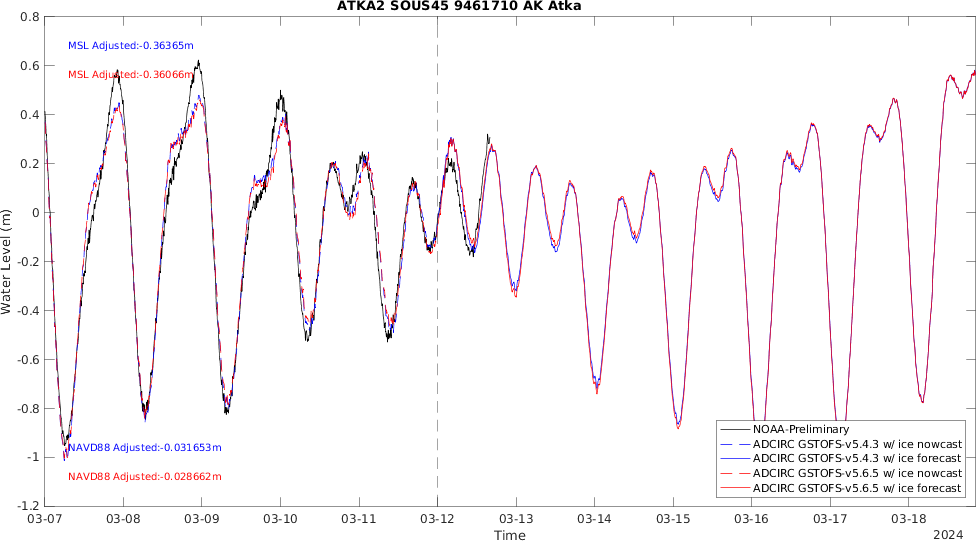 ATKA2 SOUS45 9461710 AK Atka
MSL Adjusted:-0.36365m
MSL Adjusted:-0.36066m
NAVD88 Adjusted:-0.031653m
NAVD88 Adjusted:-0.028662m
Water Level (m)
0.8
0.6
0.4
0.2
0
-0.2
-0.4
-0.6
-0.8
-1
-1.2
NOAA-Preliminary
ADCIRC GSTOFS-v5.4.3 w/ ice nowcast
ADCIRC GSTOFS-v5.4.3 w/ ice forecast
ADCIRC GSTOFS-v5.6.5 w/ ice nowcast
ADCIRC GSTOFS-v5.6.5 w/ ice forecast
03-07 03-08 03-09 03-10 03-11 03-12 03-13 03-14 03-15 03-16 03-17 03-18
Time
2024